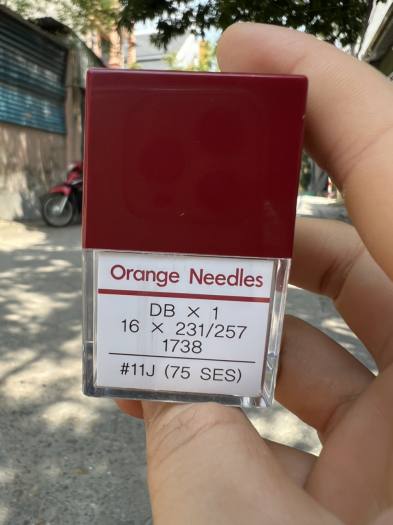 Orange Needles
DB × 1
16 × 231/257
1738
#11J (75 SES)